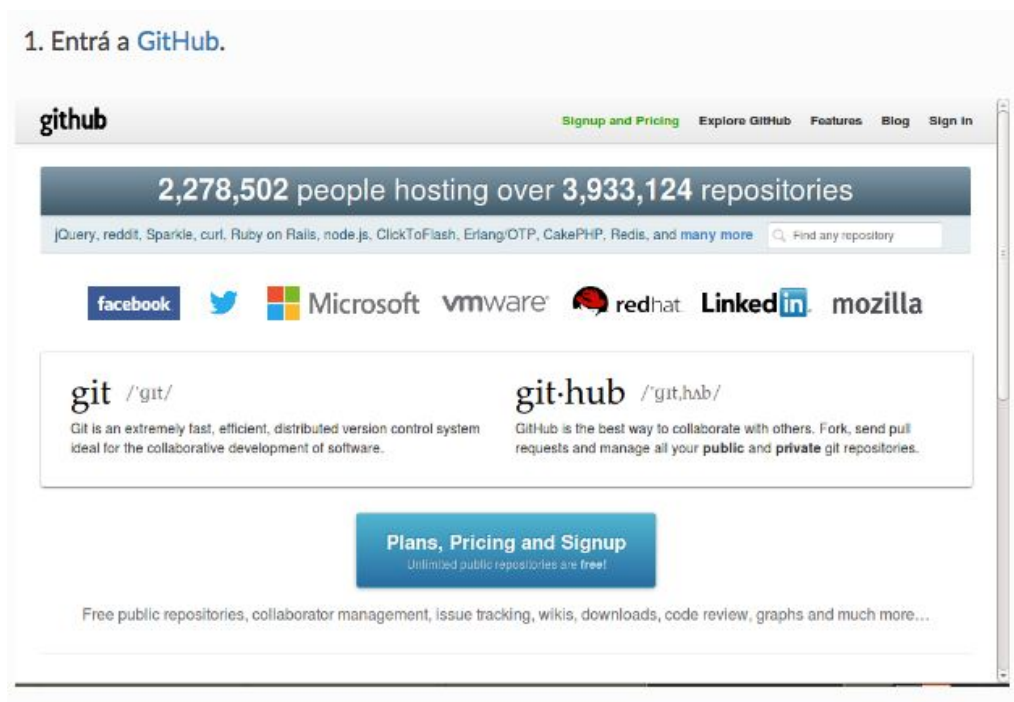 1. Entrá a GitHub.
github
Signup and Pricing Explore GitHub Features Blog Sign in
2,278,502 people hosting over 3,933,124 repositories
jQuery, reddit, Sparkle, curl, Ruby on Rails, node.js, ClickToFlash, Erlang/OTP, CakePHP, Redis, and many more Find any repository
facebook Microsoft vmware redhat. Linked in. mozilla
git /ˈgɪt/
Git is an extremely fast, efficient, distributed version control system
ideal for the collaborative development of software.
git·hub /ˈgɪt,hʌb/
GitHub is the best way to collaborate with others. Fork, send pull
requests and manage all your public and private git repositories.
Plans, Pricing and Signup
Unlimited public repositories are free!
Free public repositories, collaborator management, issue tracking, wikis, downloads, code review, graphs and much more…